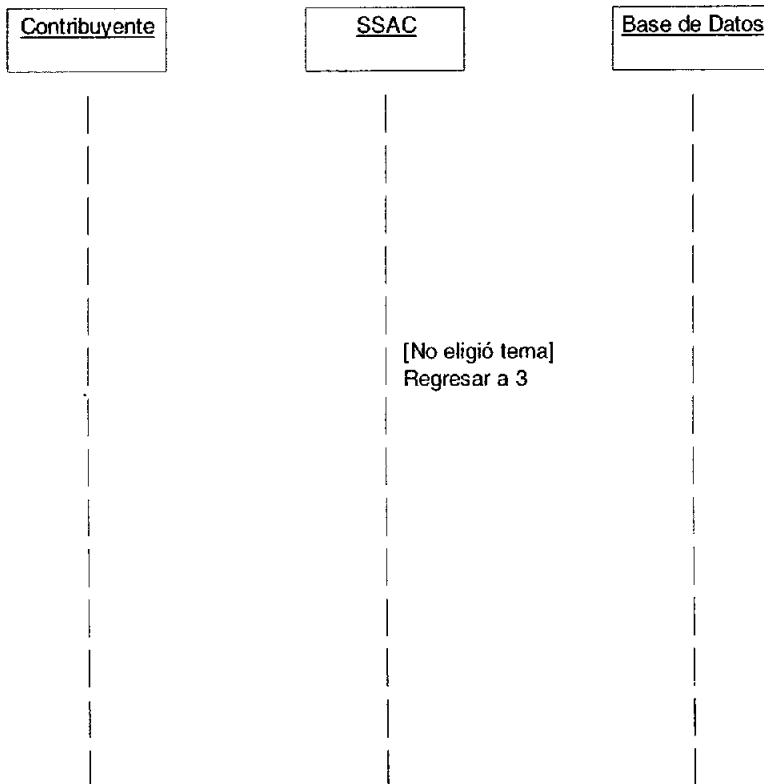 Contribuyente
SSAC
Base de Datos
[No eligió tema]
Regresar a 3